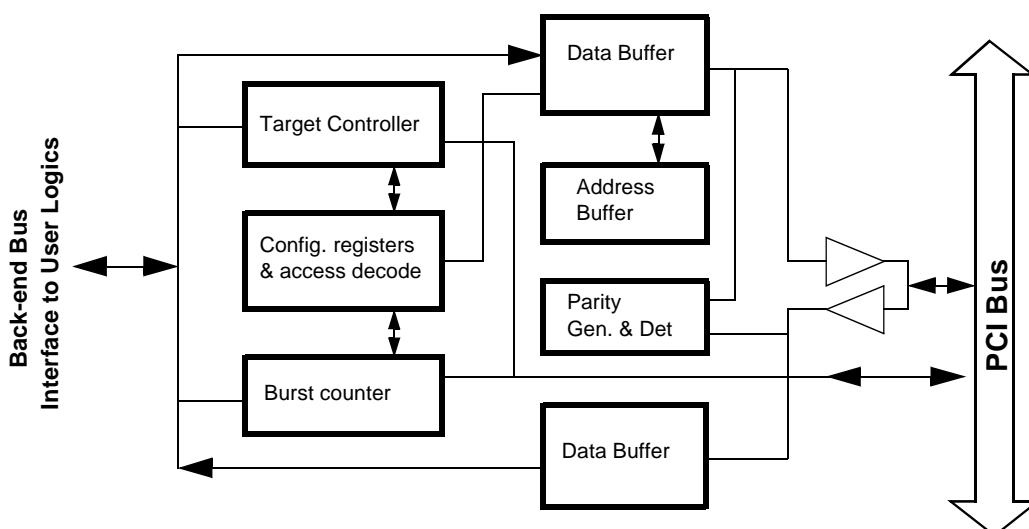 Data Buffer
Target Controller
Address
Buffer
Config. registers
& access decode
Parity
Gen. & Det
Burst counter
Data Buffer
Back-end Bus
Interface to User Logics
PCI Bus